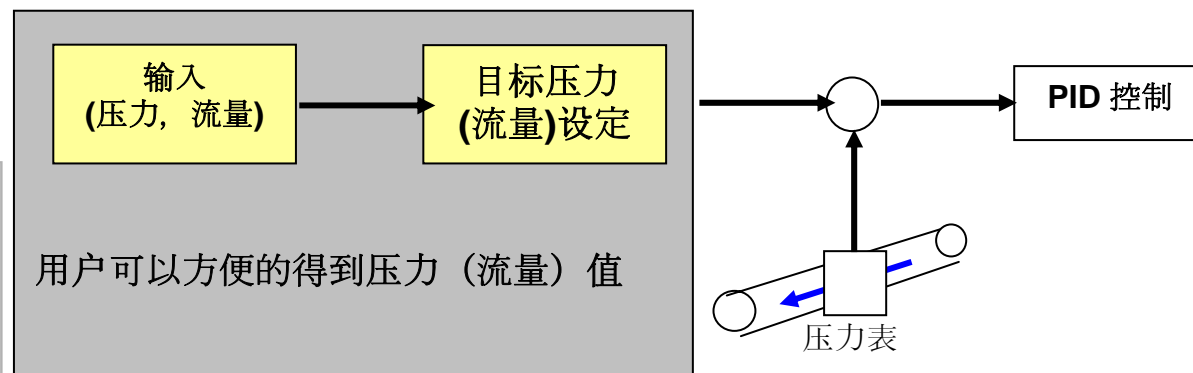 输入
(压力，流量)
目标压力
(流量)设定
PID 控制
用户可以方便的得到压力（流量）值
压力表